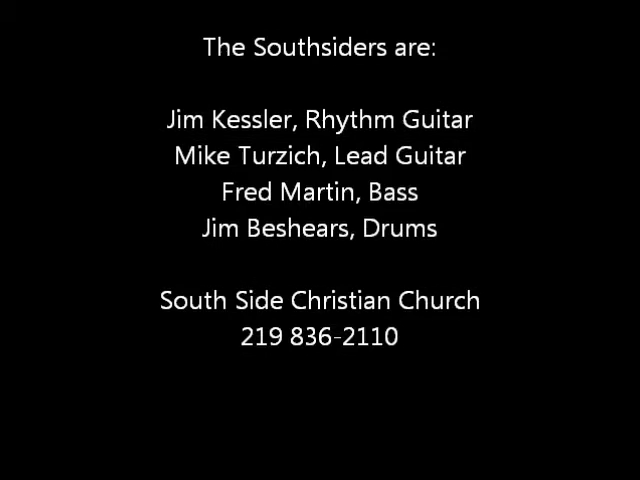 The Southsiders are:
Jim Kessler, Rhythm Guitar
Mike Turzich, Lead Guitar
Fred Martin, Bass
Jim Beshears, Drums
South Side Christian Church
219 836-2110